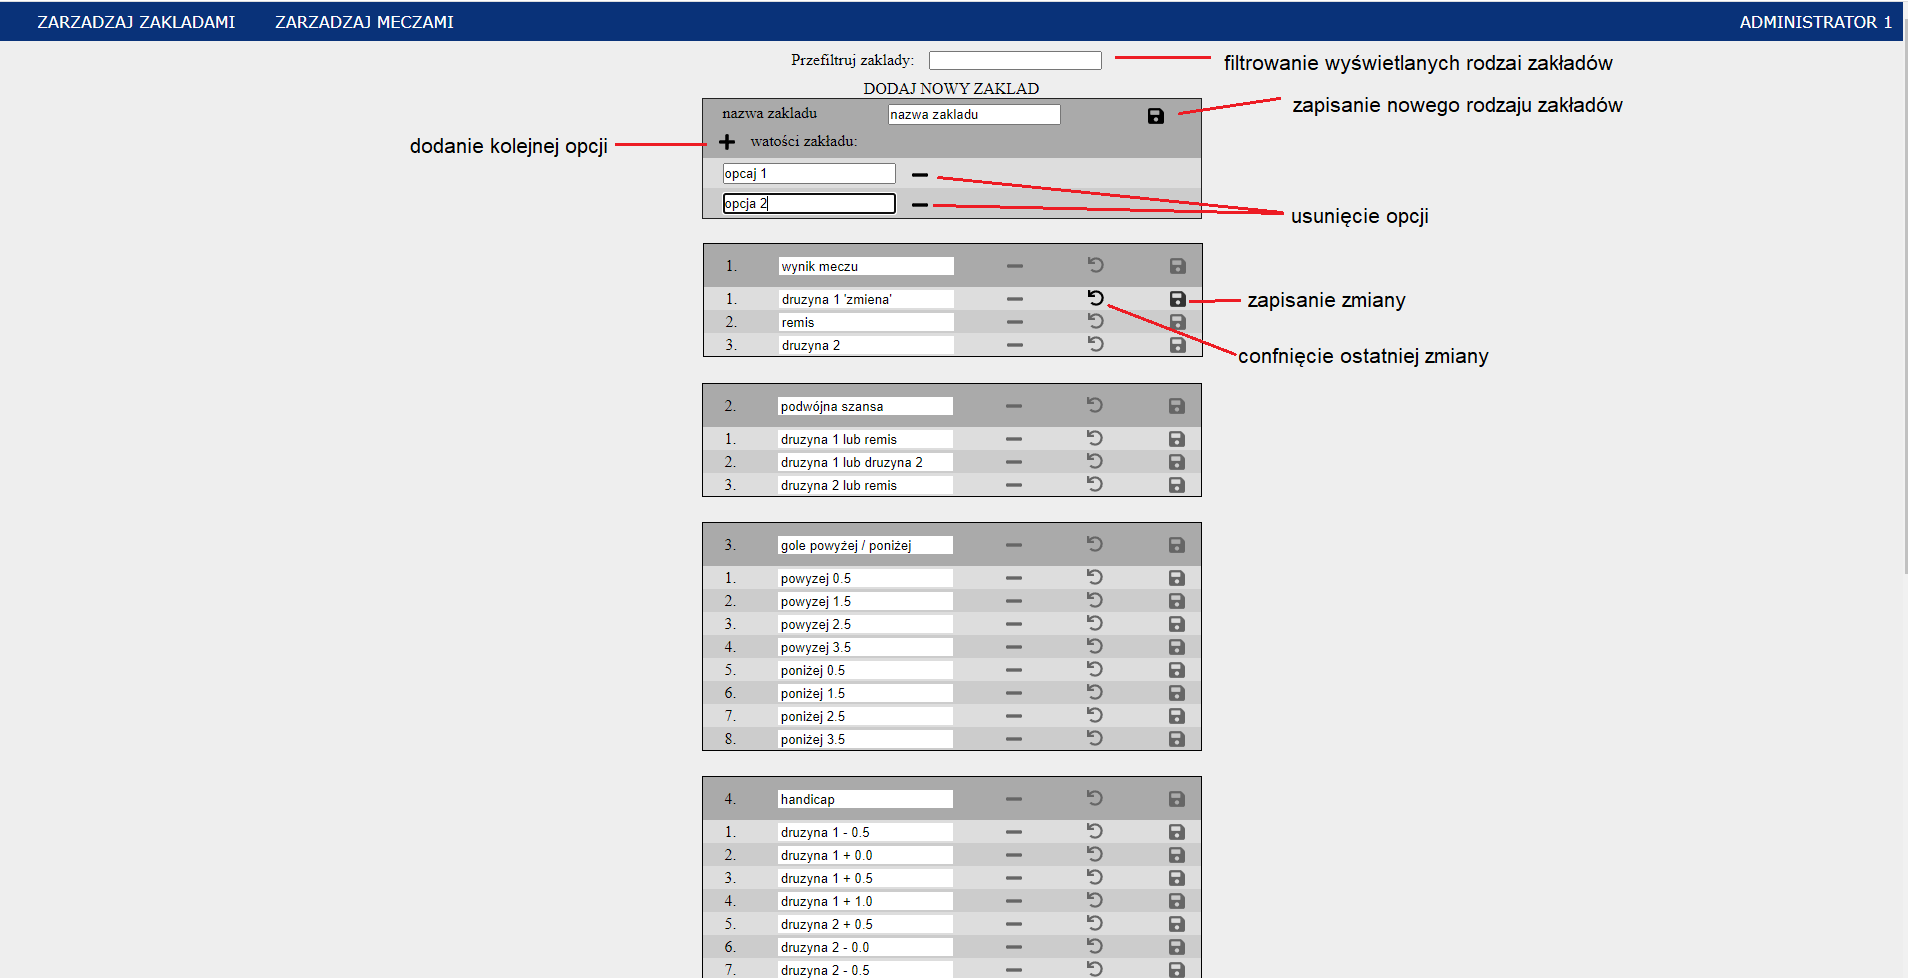 ZARZADZAJ ZAKLADAMI ZARZADZAJ MECZAMI ADMINISTRATOR 1
Przefiltruj zaklady: filtrowanie wyświetlanych rodzai zakładów
DODAJ NOWY ZAKLAD
nazwa zakladu nazwa zakladu zapisanie nowego rodzaju zakładów
dodanie kolejnej opcji watości zakładu:
opcaj 1
opcja 2 usunięcie opcji
1. wynik meczu
1. druzyna 1 'zmiena' zapisanie zmiany
2. remis
3. druzyna 2 confnięcie ostatniej zmiany
2. podwójna szansa
1. druzyna 1 lub remis
2. druzyna 1 lub druzyna 2
3. druzyna 2 lub remis
3. gole powyżej / poniżej
1. powyzej 0.5
2. powyzej 1.5
3. powyzej 2.5
4. powyzej 3.5
5. poniżej 0.5
6. poniżej 1.5
7. poniżej 2.5
8. poniżej 3.5
4. handicap
1. druzyna 1 - 0.5
2. druzyna 1 + 0.0
3. druzyna 1 + 0.5
4. druzyna 1 + 1.0
5. druzyna 2 + 0.5
6. druzyna 2 - 0.0
7. druzyna 2 - 0.5